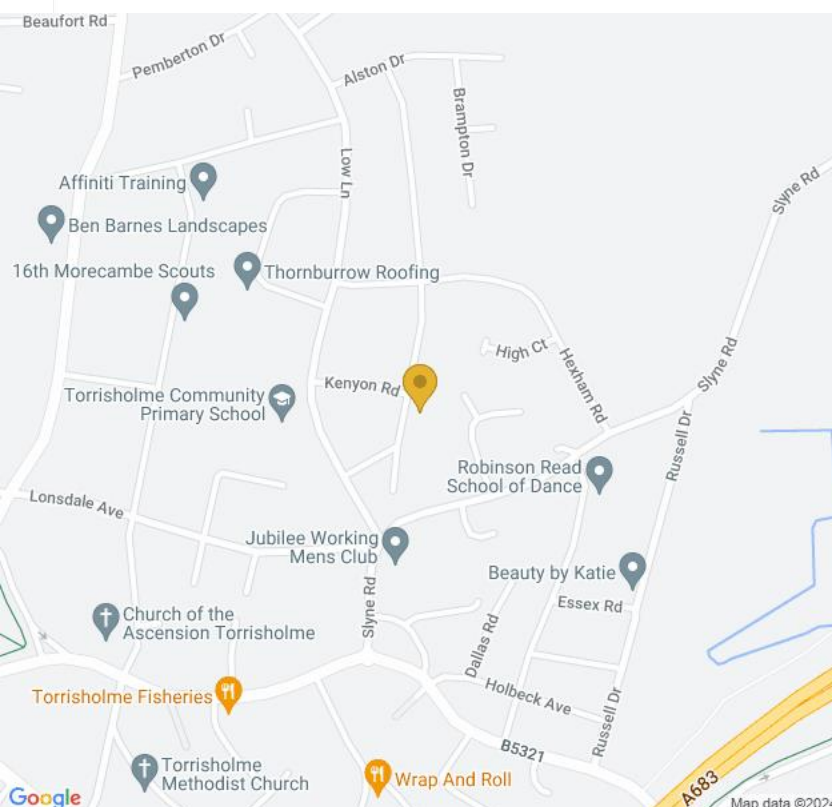 Beaufort Rd
Pemberton Dr
Alston Dr
Brampton Dr
Low Ln
Slyne Rd
Affiniti Training
Ben Barnes Landscapes
16th Morecambe Scouts
Thornburrow Roofing
High Ct
Hexham Rd
Slyne Rd
Kenyon Rd
Torrisholme Community
Primary School
Russell Dr
Robinson Read
School of Dance
Lonsdale Ave
Jubilee Working
Mens Club
Beauty by Katie
Essex Rd
Slyne Rd
Church of the
Ascension Torrisholme
Dallas Rd
Torrisholme Fisheries
Holbeck Ave
Russell Dr
B5321
Torrisholme
Methodist Church
Wrap And Roll
A683
Google
Map data ©2024